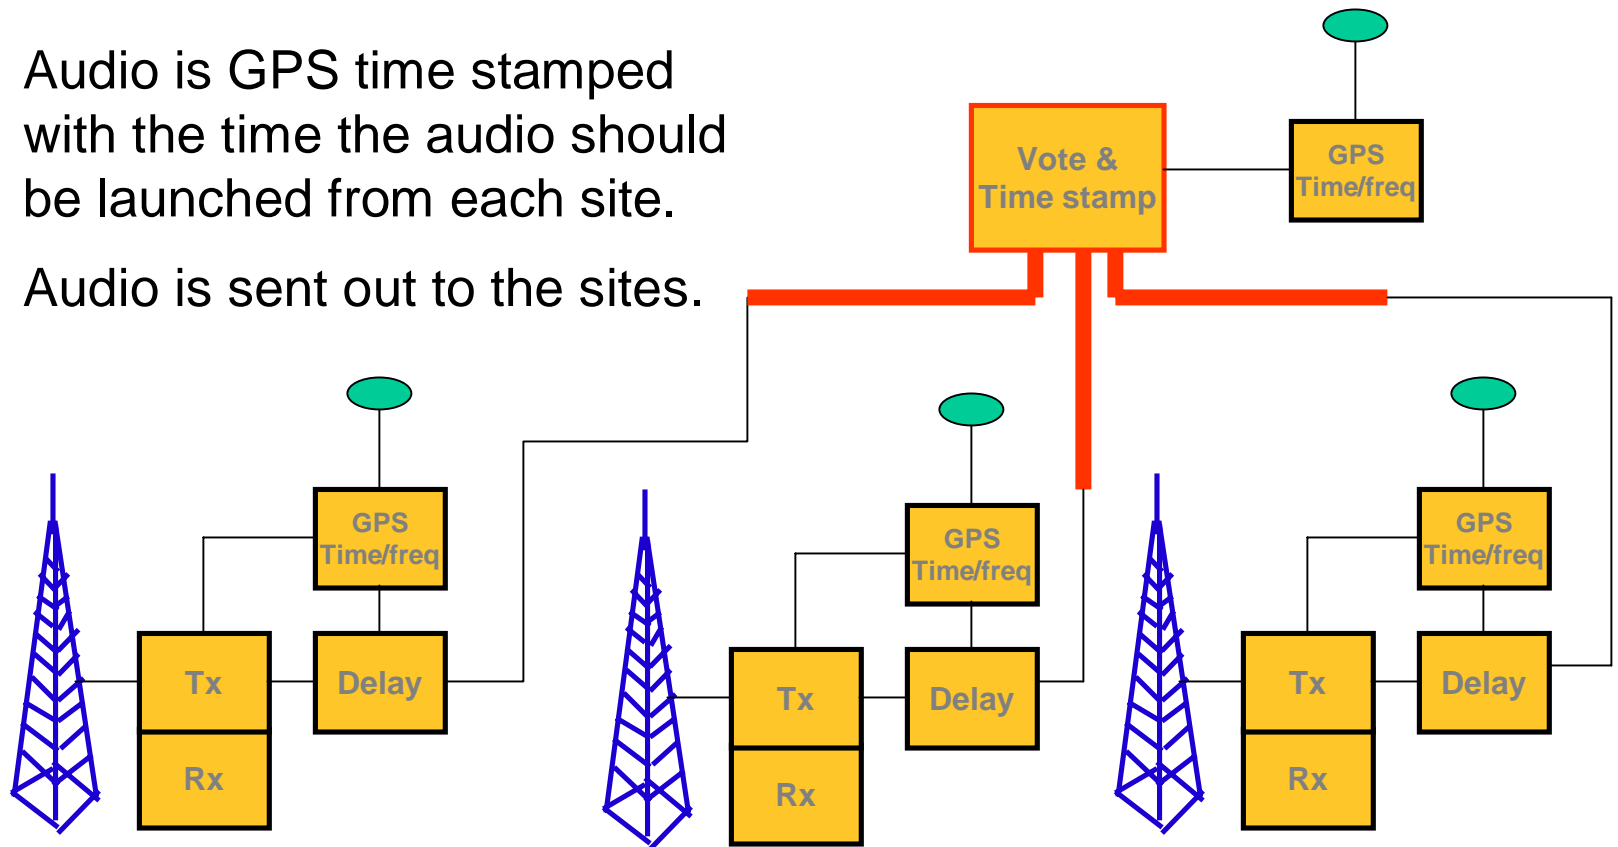 Audio is GPS time stamped
with the time the audio should
be launched from each site.
Audio is sent out to the sites.
Vote &
Time stamp
GPS
Time/freq
GPS
Time/freq
Tx
Delay
Rx
GPS
Time/freq
Tx
Delay
Rx
GPS
Time/freq
Tx
Delay
Rx